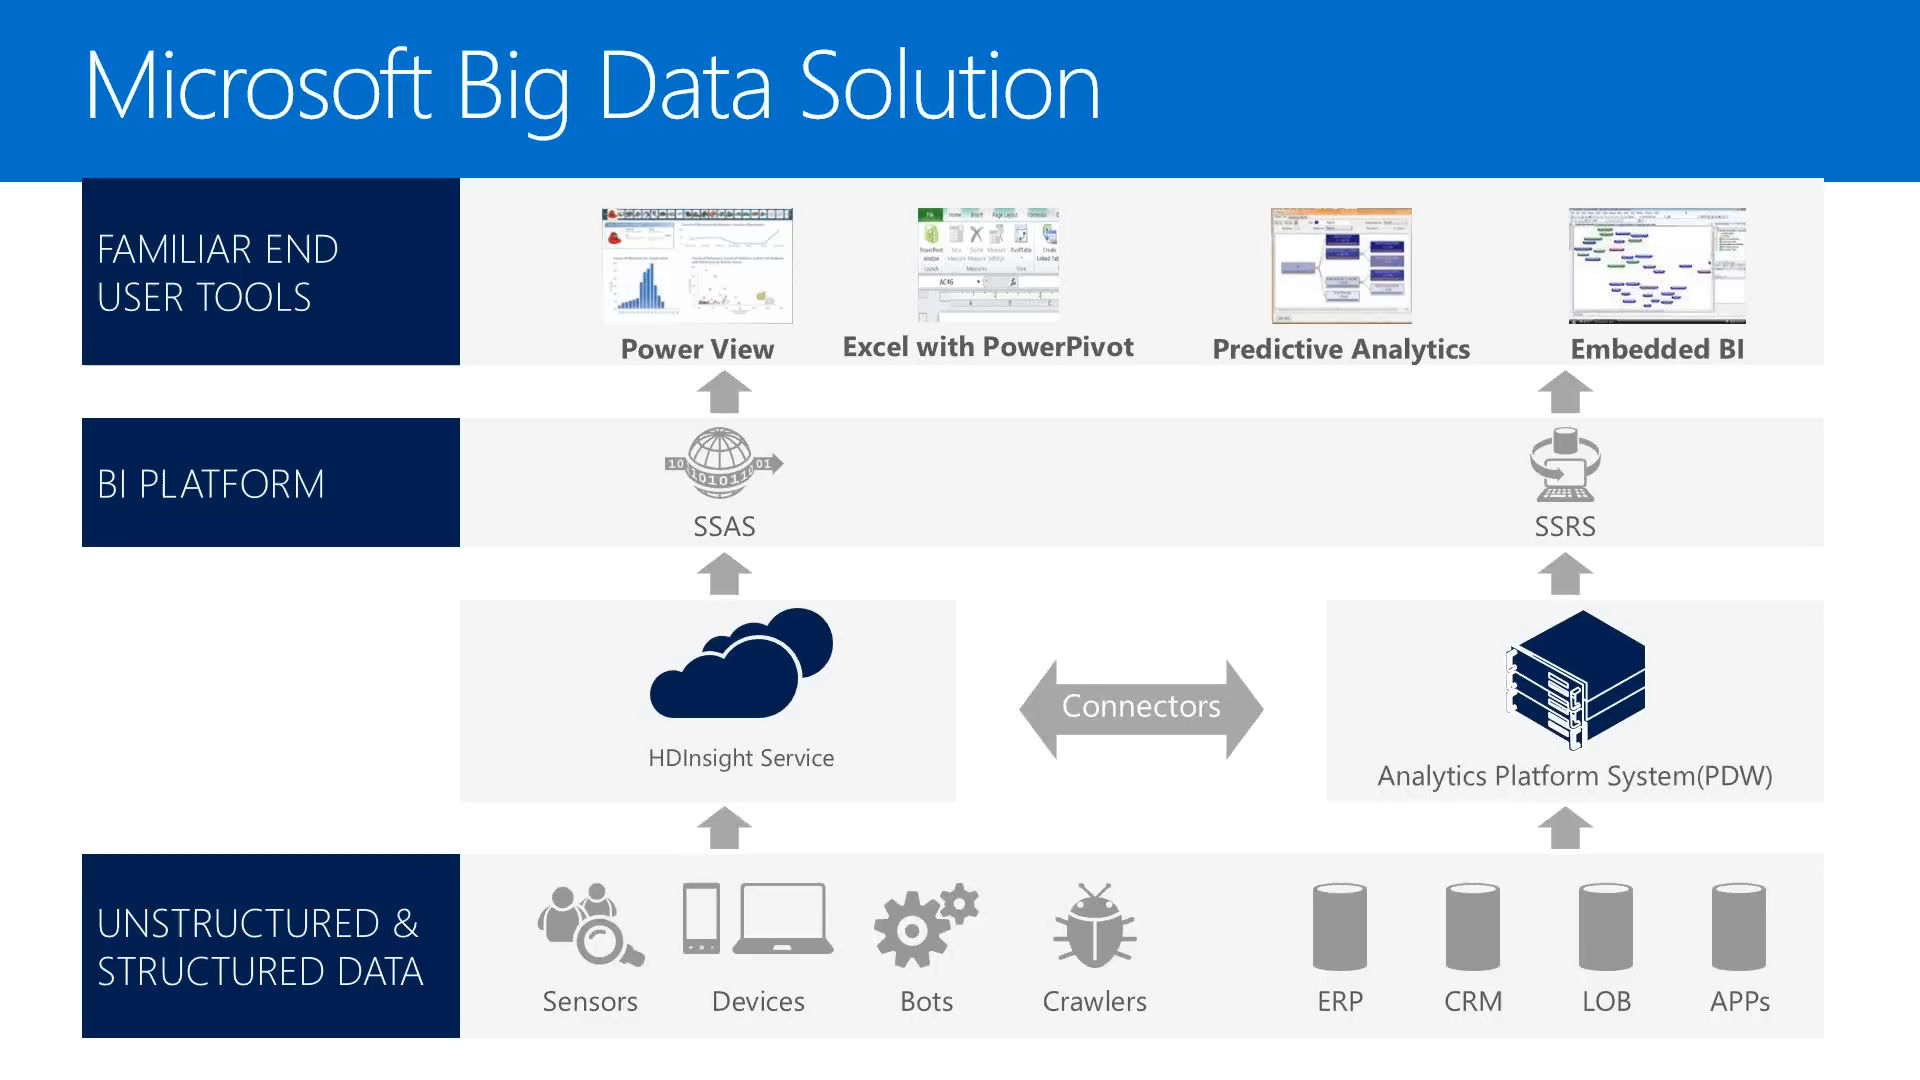 Microsoft Big Data Solution
FAMILIAR END
USER TOOLS
Power View
Excel with PowerPivot
Predictive Analytics
Embedded BI
BI PLATFORM
SSAS
SSRS
HDInsight Service
Connectors
Analytics Platform System(PDW)
UNSTRUCTURED &
STRUCTURED DATA
Sensors
Devices
Bots
Crawlers
ERP
CRM
LOB
APPs